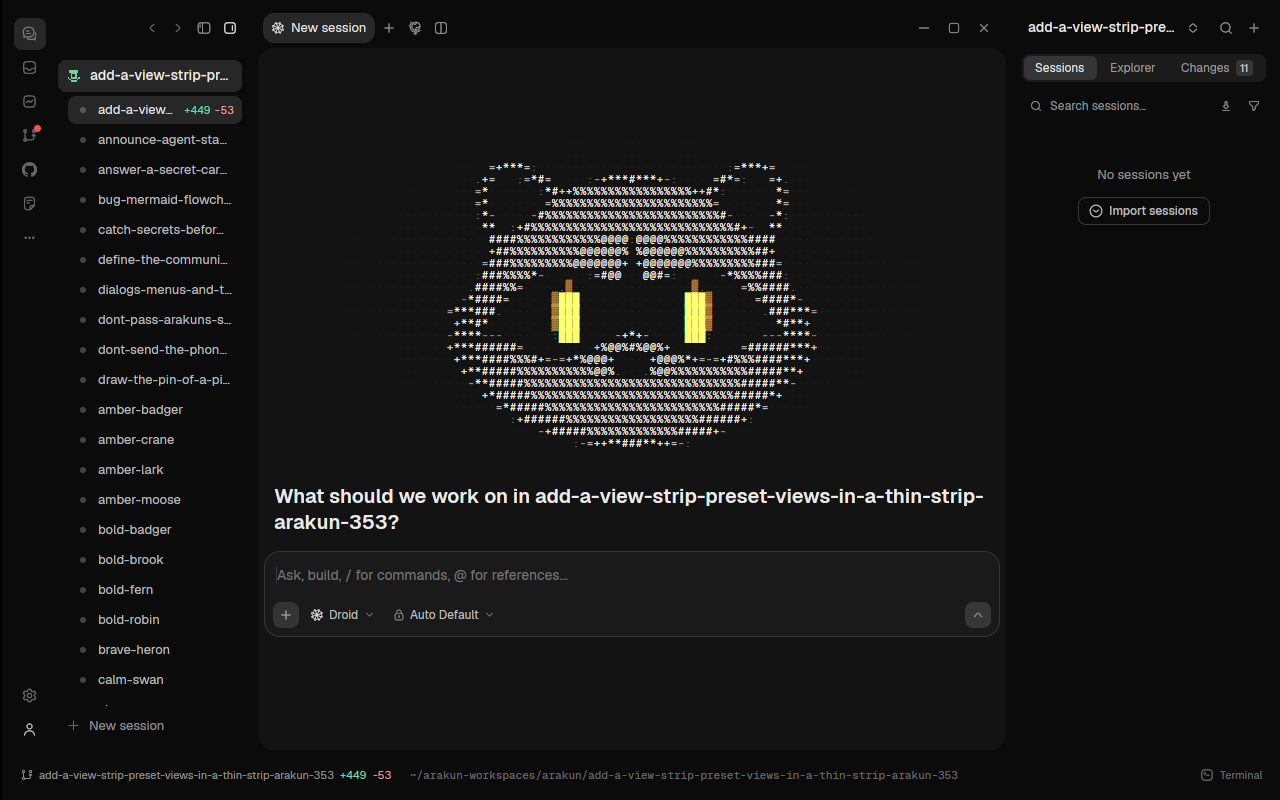 New session
add-a-view-strip-pre...
add-a-view-strip-pr...
add-a-view... +449 -53
announce-agent-sta...
answer-a-secret-car...
bug-mermaid-flowch...
catch-secrets-befor...
define-the-communi...
dialogs-menus-and-t...
dont-pass-arakuns-s...
dont-send-the-phon...
draw-the-pin-of-a-pi...
amber-badger
amber-crane
amber-lark
amber-moose
bold-badger
bold-brook
bold-fern
bold-robin
brave-heron
calm-swan
New session
What should we work on in add-a-view-strip-preset-views-in-a-thin-strip-
arakun-353?
Ask, build, / for commands, @ for references...
Droid
Auto Default
Sessions Explorer Changes 11
Search sessions...
No sessions yet
Import sessions
add-a-view-strip-preset-views-in-a-thin-strip-arakun-353 +449 -53 ~/arakun-workspaces/arakun/add-a-view-strip-preset-views-in-a-thin-strip-arakun-353
Terminal